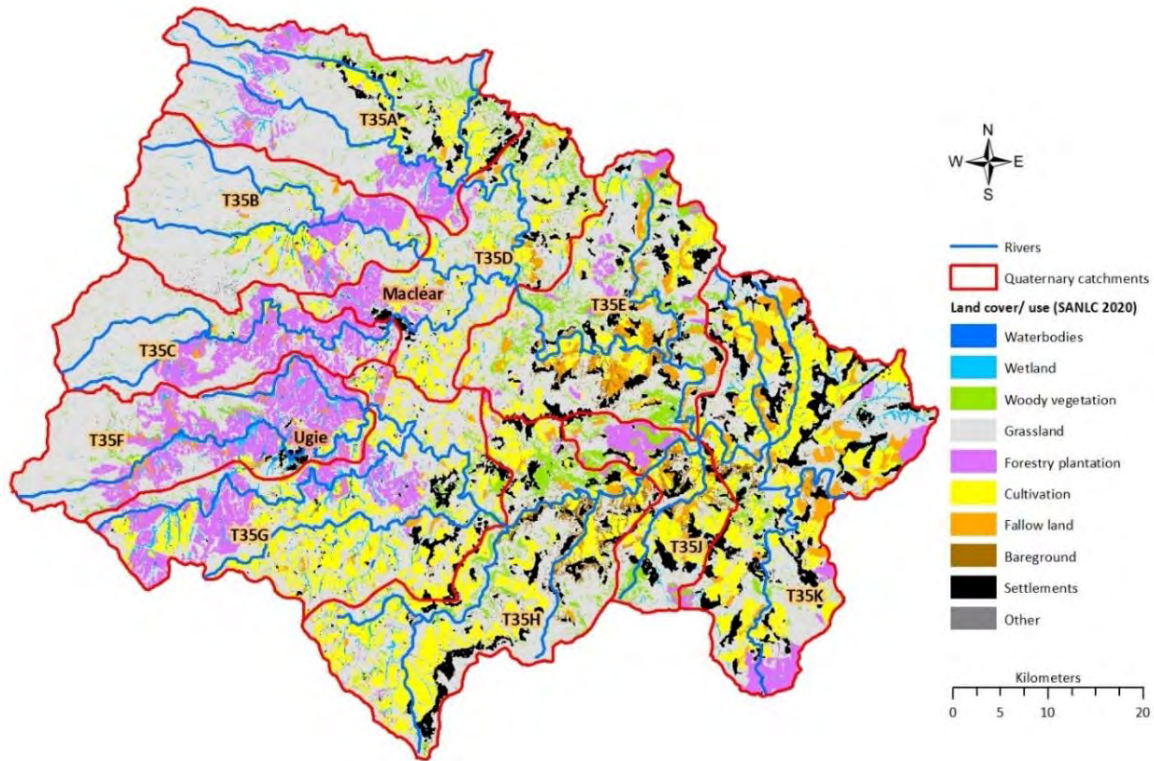 T35A
T35B
T35D
Maclear
T35E
T35C
T35F
Ugie
T35G
T35J
T35K
T35H
N
W E
S
Rivers
Quaternary catchments
Land cover/ use (SANLC 2020)
Waterbodies
Wetland
Woody vegetation
Grassland
Forestry plantation
Cultivation
Fallow land
Bareground
Settlements
Other
Kilometers
0 5 10 20